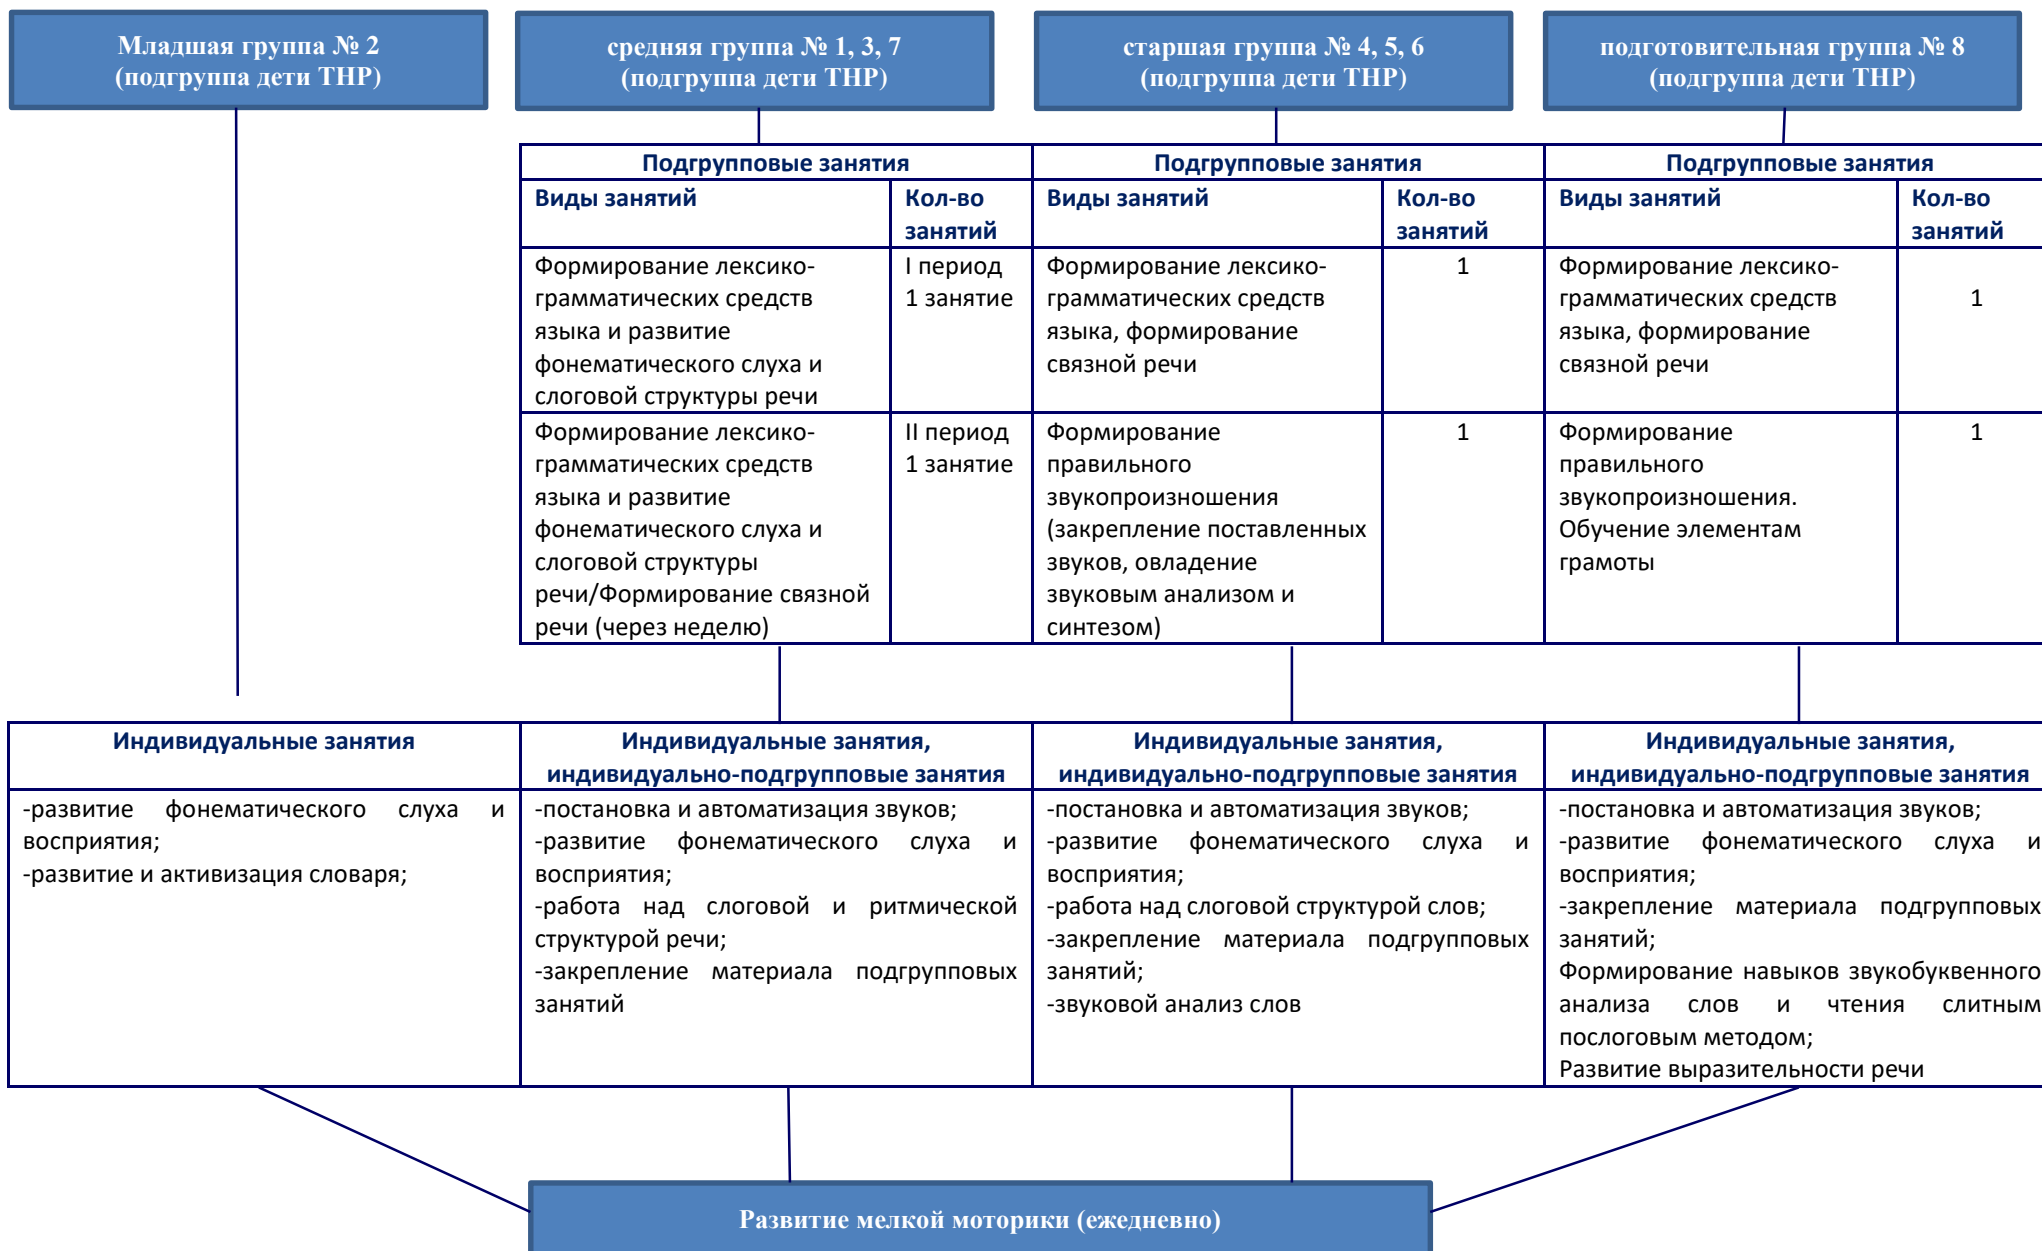 Младшая группа № 2
(подгруппа дети ТНР)
средняя группа № 1, 3, 7
(подгруппа дети ТНР)
старшая группа № 4, 5, 6
(подгруппа дети ТНР)
подготовительная группа № 8
(подгруппа дети ТНР)
Подгрупповые занятия
Виды занятий
Кол-во
занятий
Формирование лексико-
грамматических средств
языка и развитие
фонематического слуха и
слоговой структуры речи
I период
1 занятие
Формирование лексико-
грамматических средств
языка и развитие
фонематического слуха и
слоговой структуры
речи/Формирование связной
речи (через неделю)
II период
1 занятие
Подгрупповые занятия
Виды занятий
Кол-во
занятий
Формирование лексико-
грамматических средств
языка, формирование
связной речи
1
Формирование
правильного
звукопроизношения
(закрепление поставленных
звуков, овладение
звуковым анализом и
синтезом)
1
Подгрупповые занятия
Виды занятий
Кол-во
занятий
Формирование лексико-
грамматических средств
языка, формирование
связной речи
1
Формирование
правильного
звукопроизношения.
Обучение элементам
грамоты
1
Индивидуальные занятия
-развитие фонематического слуха и
восприятия;
-развитие и активизация словаря;
Индивидуальные занятия,
индивидуально-подгрупповые занятия
-постановка и автоматизация звуков;
-развитие фонематического слуха и
восприятия;
-работа над слоговой и ритмической
структурой речи;
-закрепление материала подгрупповых
занятий
Индивидуальные занятия,
индивидуально-подгрупповые занятия
-постановка и автоматизация звуков;
-развитие фонематического слуха и
восприятия;
-работа над слоговой структурой слов;
-закрепление материала подгрупповых
занятий;
-звуковой анализ слов
Индивидуальные занятия,
индивидуально-подгрупповые занятия
-постановка и автоматизация звуков;
-развитие фонематического слуха и
восприятия;
-закрепление материала подгрупповых
занятий;
Формирование навыков звукобуквенного
анализа слов и чтения слитным
послоговым методом;
Развитие выразительности речи
Развитие мелкой моторики (ежедневно)